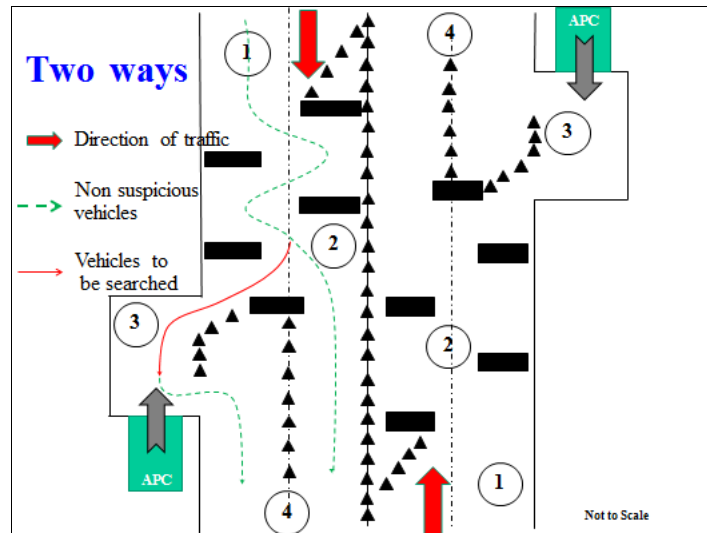 1
4
APC
Two ways
3
Direction of traffic
Non suspicious
vehicles
2
Vehicles to
be searched
3
2
APC
1
4
Not to Scale